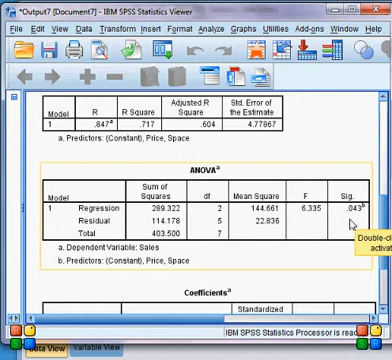 *Output7 [Document7] - IBM SPSS Statistics Viewer
File Edit View Data Transform Insert Format Analyze Graphs Utilities Add-ons Window
Model R R Square Adjusted R Square Std. Error of the Estimate
1 .847a .717 .604 4.77867
a. Predictors: (Constant), Price, Space
ANOVAa
Model Sum of Squares df Mean Square F Sig.
1 Regression 289.322 2 144.661 6.335 .043b
Residual 114.178 5 22.836
Total 403.500 7
a. Dependent Variable: Sales
b. Predictors: (Constant), Price, Space
Double-cl
activat
Coefficientsa
Standardized
IBM SPSS Statistics Processor is read
Data View Variable View